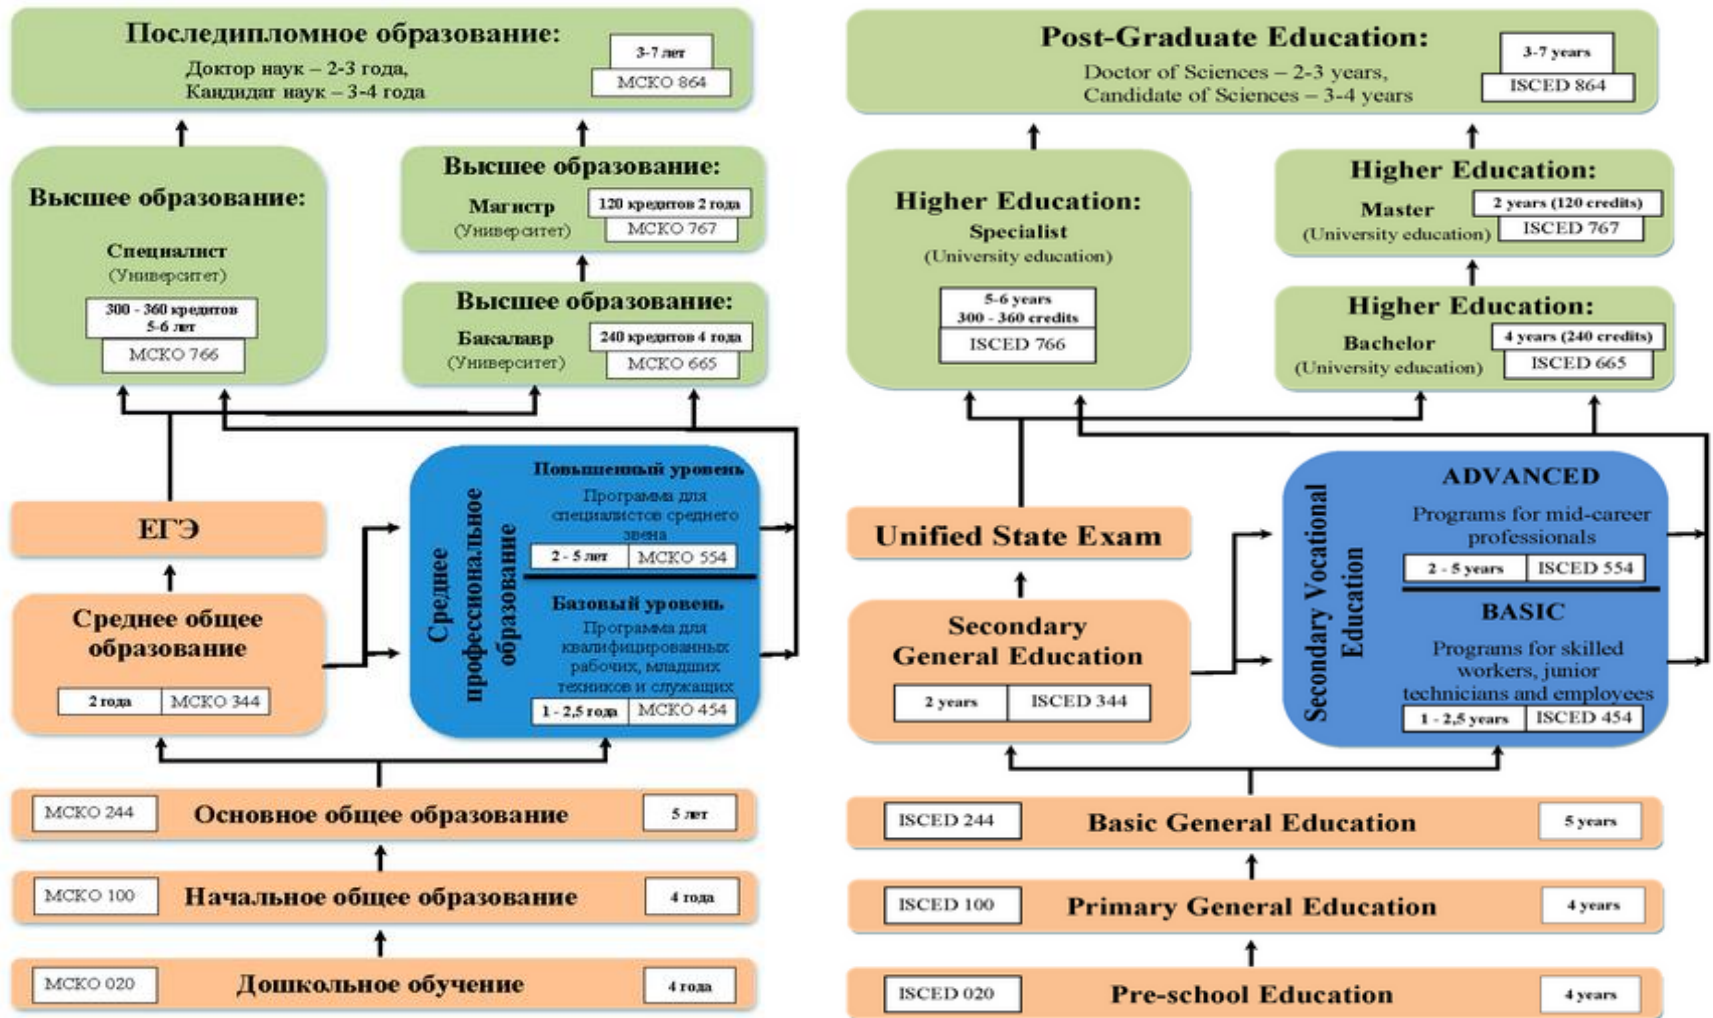 Последипломное образование:
Доктор наук – 2-3 года,
Кандидат наук – 3-4 года
3-7 лет
МСКО 864
Высшее образование:
Специалист
(Университет)
300 - 360 кредитов
5-6 лет
МСКО 766
Высшее образование:
Магистр
(Университет)
120 кредитов 2 года
МСКО 767
Высшее образование:
Бакалавр
(Университет)
240 кредитов 4 года
МСКО 665
ЕГЭ
Среднее общее
образование
2 года
МСКО 344
Среднее
профессиональное
образование
Повышенный уровень
Программа для
специалистов среднего
звена
2 - 5 лет
МСКО 554
Базовый уровень
Программа для
квалифицированных
рабочих, младших
техников и служащих
1 - 2,5 года
МСКО 454
МСКО 244
Основное общее образование
5 лет
МСКО 100
Начальное общее образование
4 года
МСКО 020
Дошкольное обучение
4 года
Post-Graduate Education:
Doctor of Sciences – 2-3 years,
Candidate of Sciences – 3-4 years
3-7 years
ISCED 864
Higher Education:
Specialist
(University education)
5-6 years
300 - 360 credits
ISCED 766
Higher Education:
Master
(University education)
2 years (120 credits)
ISCED 767
Higher Education:
Bachelor
(University education)
4 years (240 credits)
ISCED 665
Unified State Exam
Secondary
General Education
2 years
ISCED 344
Secondary Vocational
Education
ADVANCED
Programs for mid-career
professionals
2 - 5 years
ISCED 554
BASIC
Programs for skilled
workers, junior
technicians and employees
1 - 2,5 years
ISCED 454
ISCED 244
Basic General Education
5 years
ISCED 100
Primary General Education
4 years
ISCED 020
Pre-school Education
4 years